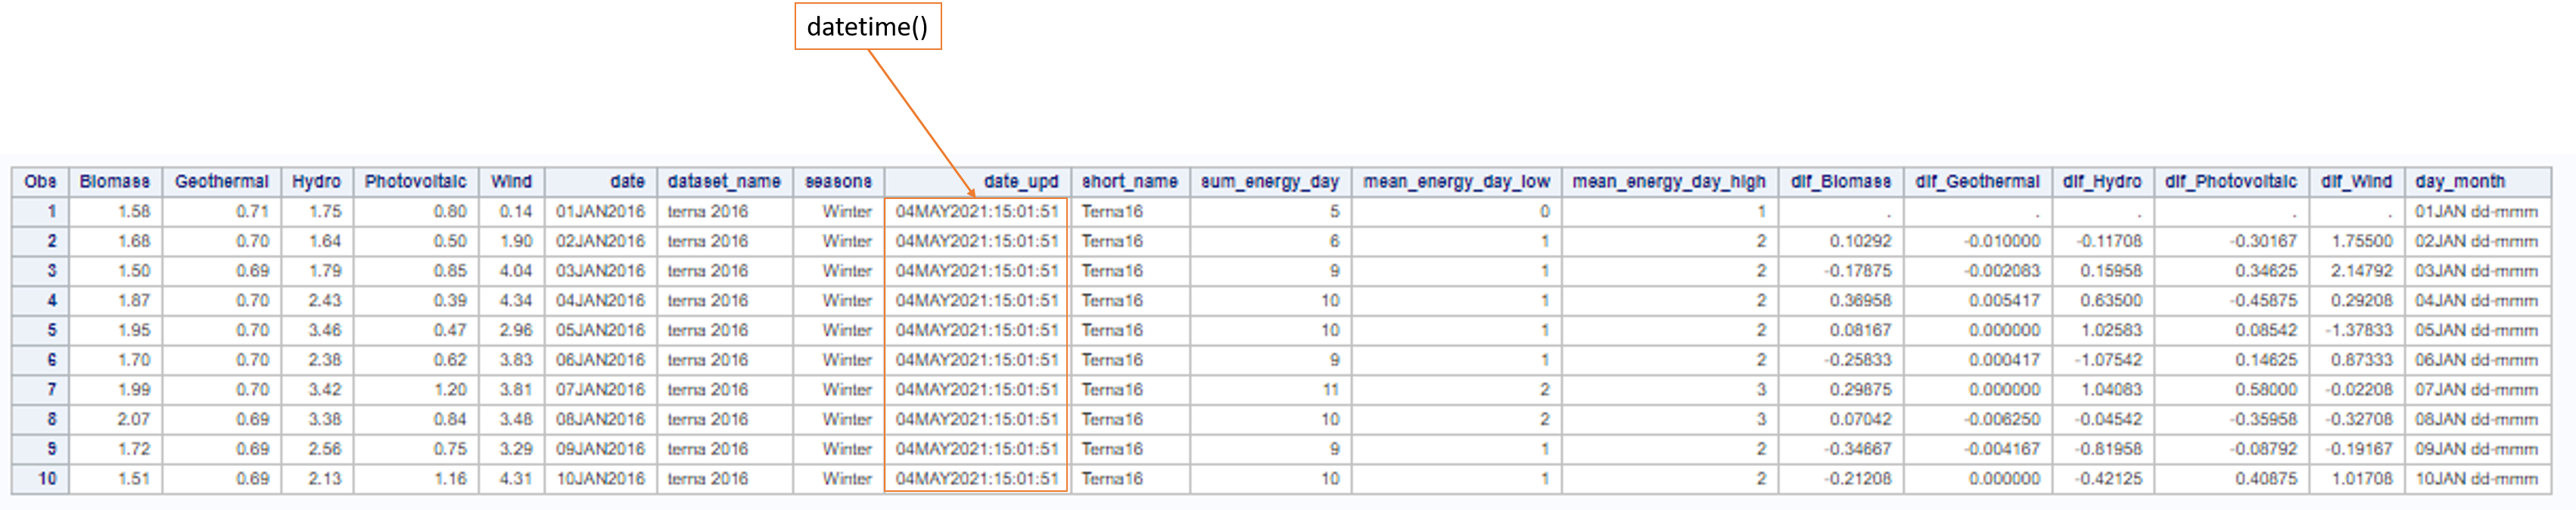 datetime()
Obs Biomass Geothermal Hydro Photovoltaic Wind date dataset_name seasons date_upd short_name sum_energy_day mean_energy_day_low mean_energy_day_high dif_Biomass dif_Geothermal dif_Hydro dif_Photovoltaic dif_Wind day_month
1 1.58 0.71 1.75 0.80 0.14 01JAN2016 terna 2016 Winter 04MAY2021:15:01:51 Terna16 5 0 1 . . . . . 01JAN dd-mmm
2 1.68 0.70 1.64 0.50 1.90 02JAN2016 terna 2016 Winter 04MAY2021:15:01:51 Terna16 6 1 2 0.10292 -0.010000 -0.11708 -0.30167 1.75500 02JAN dd-mmm
3 1.50 0.69 1.79 0.85 4.04 03JAN2016 terna 2016 Winter 04MAY2021:15:01:51 Terna16 9 1 2 -0.17875 -0.002083 0.15958 0.34625 2.14792 03JAN dd-mmm
4 1.87 0.70 2.43 0.39 4.34 04JAN2016 terna 2016 Winter 04MAY2021:15:01:51 Terna16 10 1 2 0.36958 0.005417 0.63500 -0.45875 0.29208 04JAN dd-mmm
5 1.95 0.70 3.46 0.47 2.96 05JAN2016 terna 2016 Winter 04MAY2021:15:01:51 Terna16 10 1 2 0.08167 0.000000 1.02583 0.08542 -1.37833 05JAN dd-mmm
6 1.70 0.70 2.38 0.62 3.83 06JAN2016 terna 2016 Winter 04MAY2021:15:01:51 Terna16 9 1 2 -0.25833 0.000417 -1.07542 0.14625 0.87333 06JAN dd-mmm
7 1.99 0.70 3.42 1.20 3.81 07JAN2016 terna 2016 Winter 04MAY2021:15:01:51 Terna16 11 2 3 0.29875 0.000000 1.04083 0.58000 -0.02208 07JAN dd-mmm
8 2.07 0.69 3.38 0.84 3.48 08JAN2016 terna 2016 Winter 04MAY2021:15:01:51 Terna16 10 2 3 0.07042 -0.006250 -0.04542 -0.35958 -0.32708 08JAN dd-mmm
9 1.72 0.69 2.56 0.75 3.29 09JAN2016 terna 2016 Winter 04MAY2021:15:01:51 Terna16 9 1 2 -0.34667 -0.004167 -0.81958 -0.08792 -0.19167 09JAN dd-mmm
10 1.51 0.69 2.13 1.16 4.31 10JAN2016 terna 2016 Winter 04MAY2021:15:01:51 Terna16 10 1 2 -0.21208 0.000000 -0.42125 0.40875 1.01708 10JAN dd-mmm